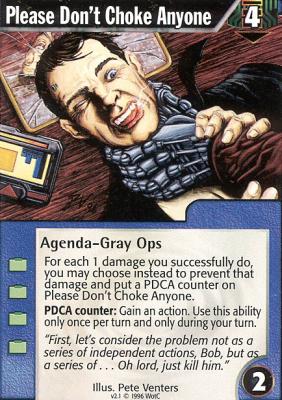 Please Don't Choke Anyone
4
Agenda-Gray Ops
For each 1 damage you successfully do,
you may choose instead to prevent that
damage and put a PDCA counter on
Please Don't Choke Anyone.
PDCA counter: Gain an action. Use this ability
only once per turn and only during your turn.
"First, let's consider the problem not as a
series of independent actions, Bob, but as
a series of . . . Oh lord, just kill him."
Illus. Pete Venters
v2.1 © 1996 WotC
2